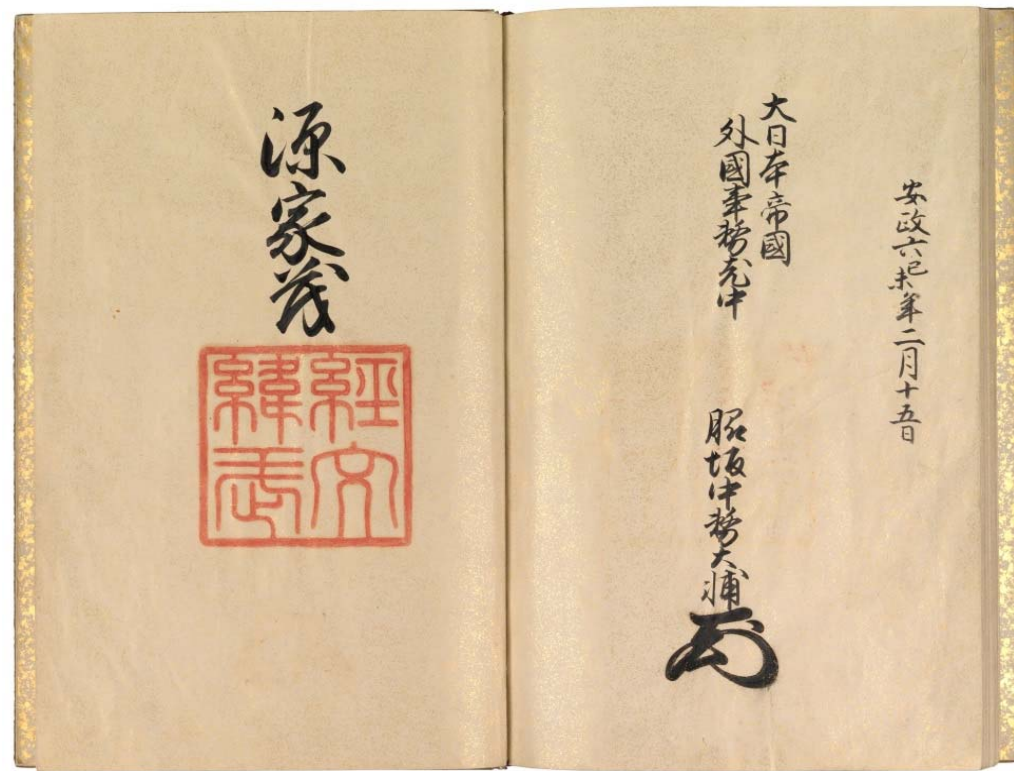 安政六己未年二月十五日
大日本帝國
外國事務老中
脇坂中務大輔
源家茂
經文
緯武